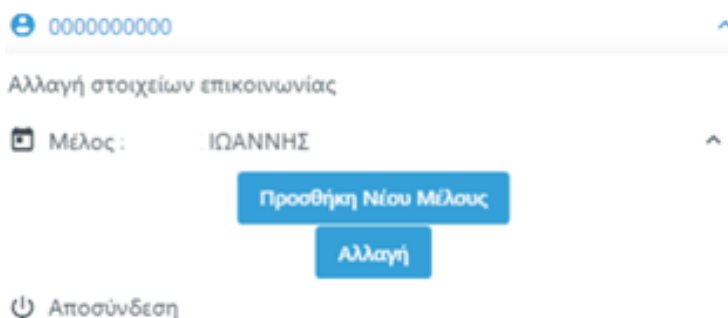 0000000000
Αλλαγή στοιχείων επικοινωνίας
Μέλος : ΙΩΑΝΝΗΣ
Προσθήκη Νέου Μέλους
Αλλαγή
Αποσύνδεση